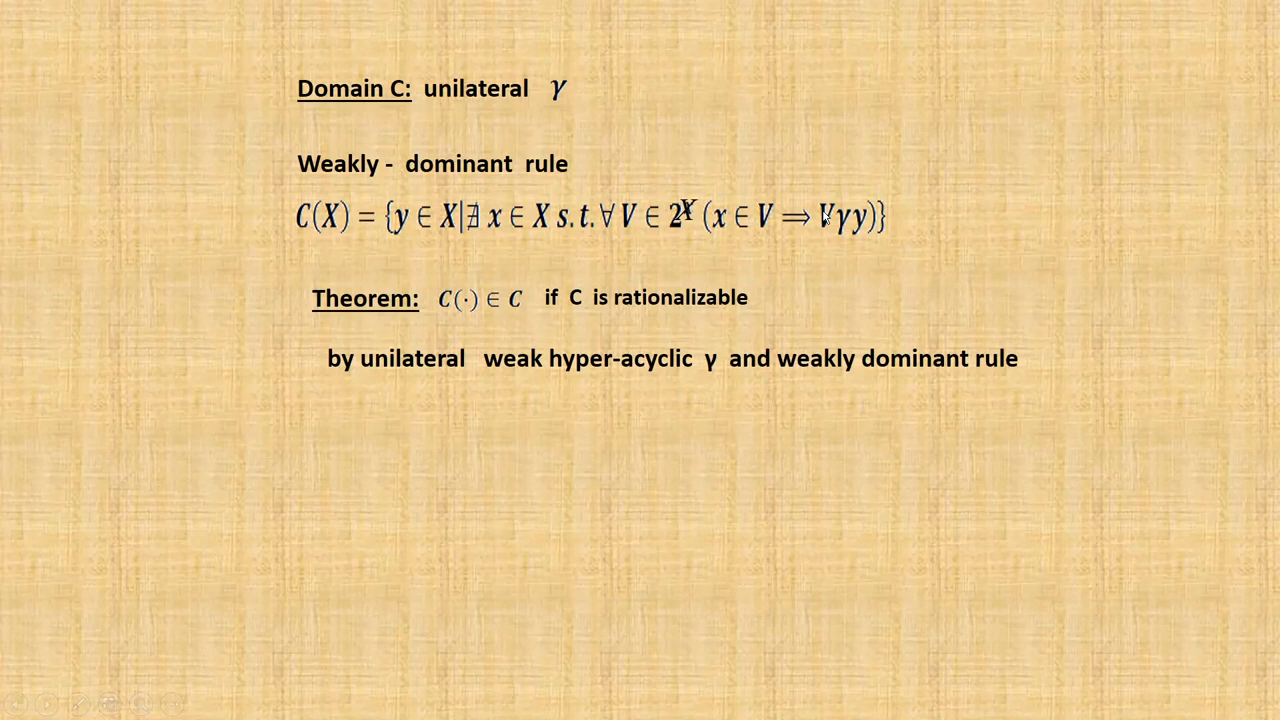 Domain C: unilateral γ
Weakly - dominant rule
C(X) = {y ∈ X|∄ x ∈ X s.t.∀ V ∈ 2^X (x ∈ V ⟹ Vγy)}
Theorem: C(·) ∈ C if C is rationalizable
by unilateral weak hyper-acyclic γ and weakly dominant rule